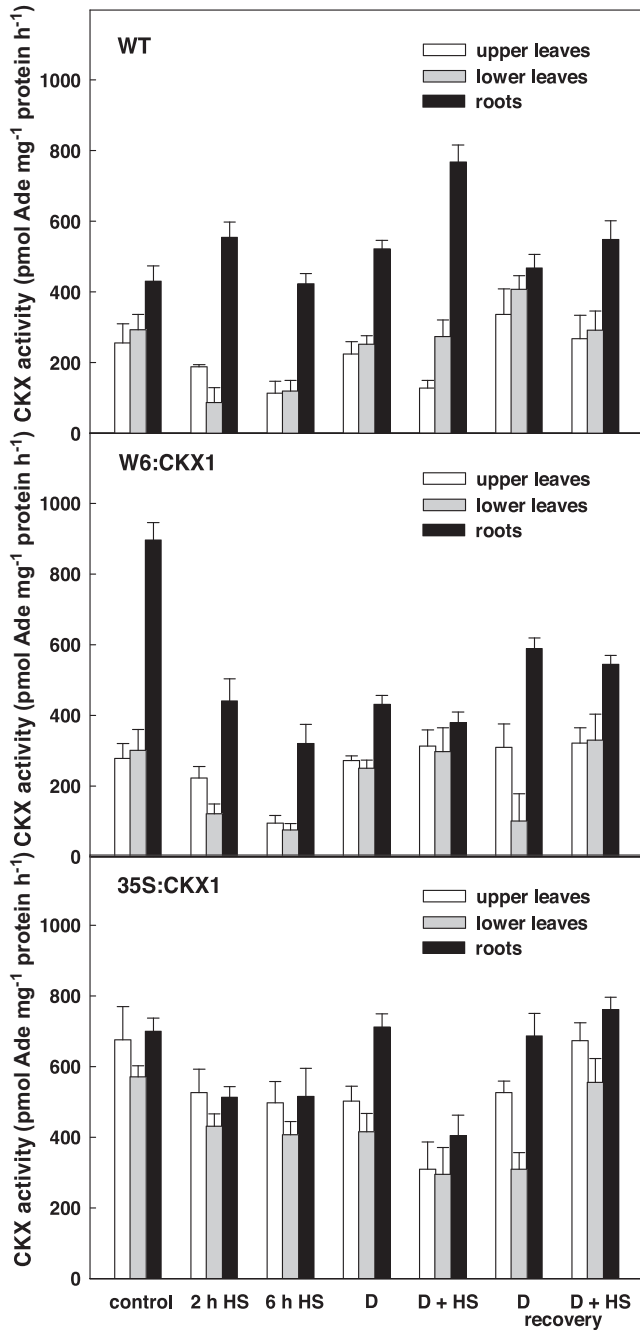 WT
upper leaves
lower leaves
roots
CKX activity (pmol Ade mg⁻¹ protein h⁻¹)
1000
800
600
400
200
0
W6:CKX1
upper leaves
lower leaves
roots
CKX activity (pmol Ade mg⁻¹ protein h⁻¹)
1000
800
600
400
200
0
35S:CKX1
upper leaves
lower leaves
roots
CKX activity (pmol Ade mg⁻¹ protein h⁻¹)
1000
800
600
400
200
0
control 2 h HS 6 h HS D D + HS D D + HS
recovery